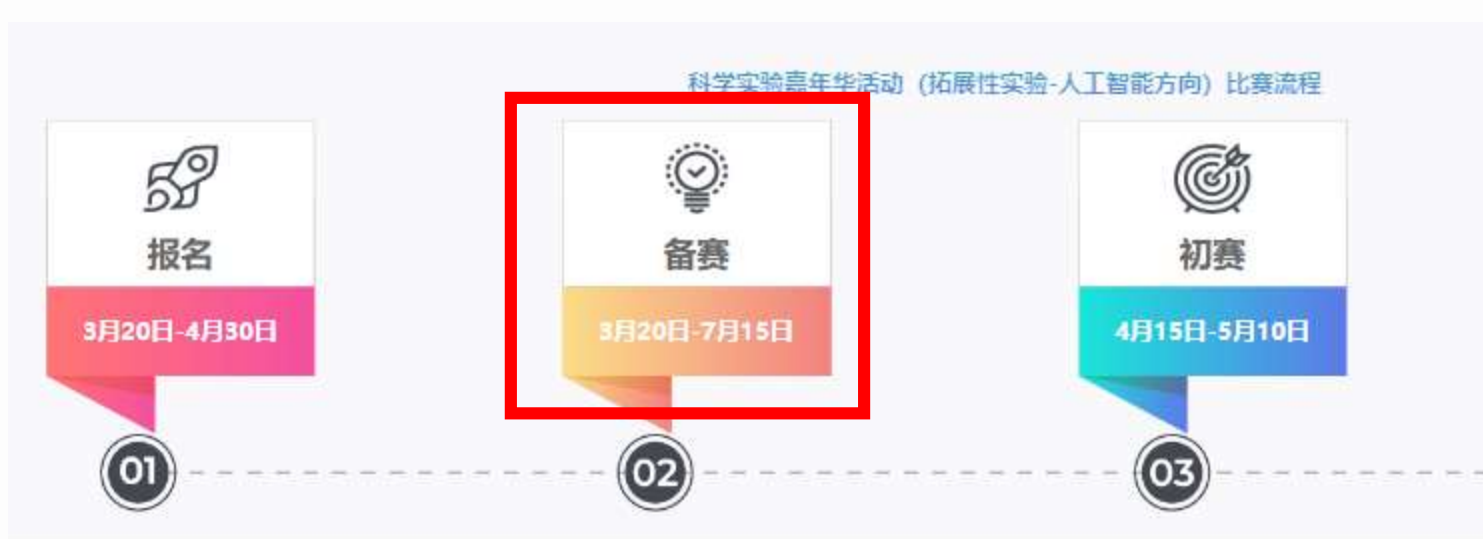 科学实验嘉年华活动（拓展性实验-人工智能方向）比赛流程
报名
3月20日-4月30日
01
备赛
3月20日-7月15日
02
初赛
4月15日-5月10日
03